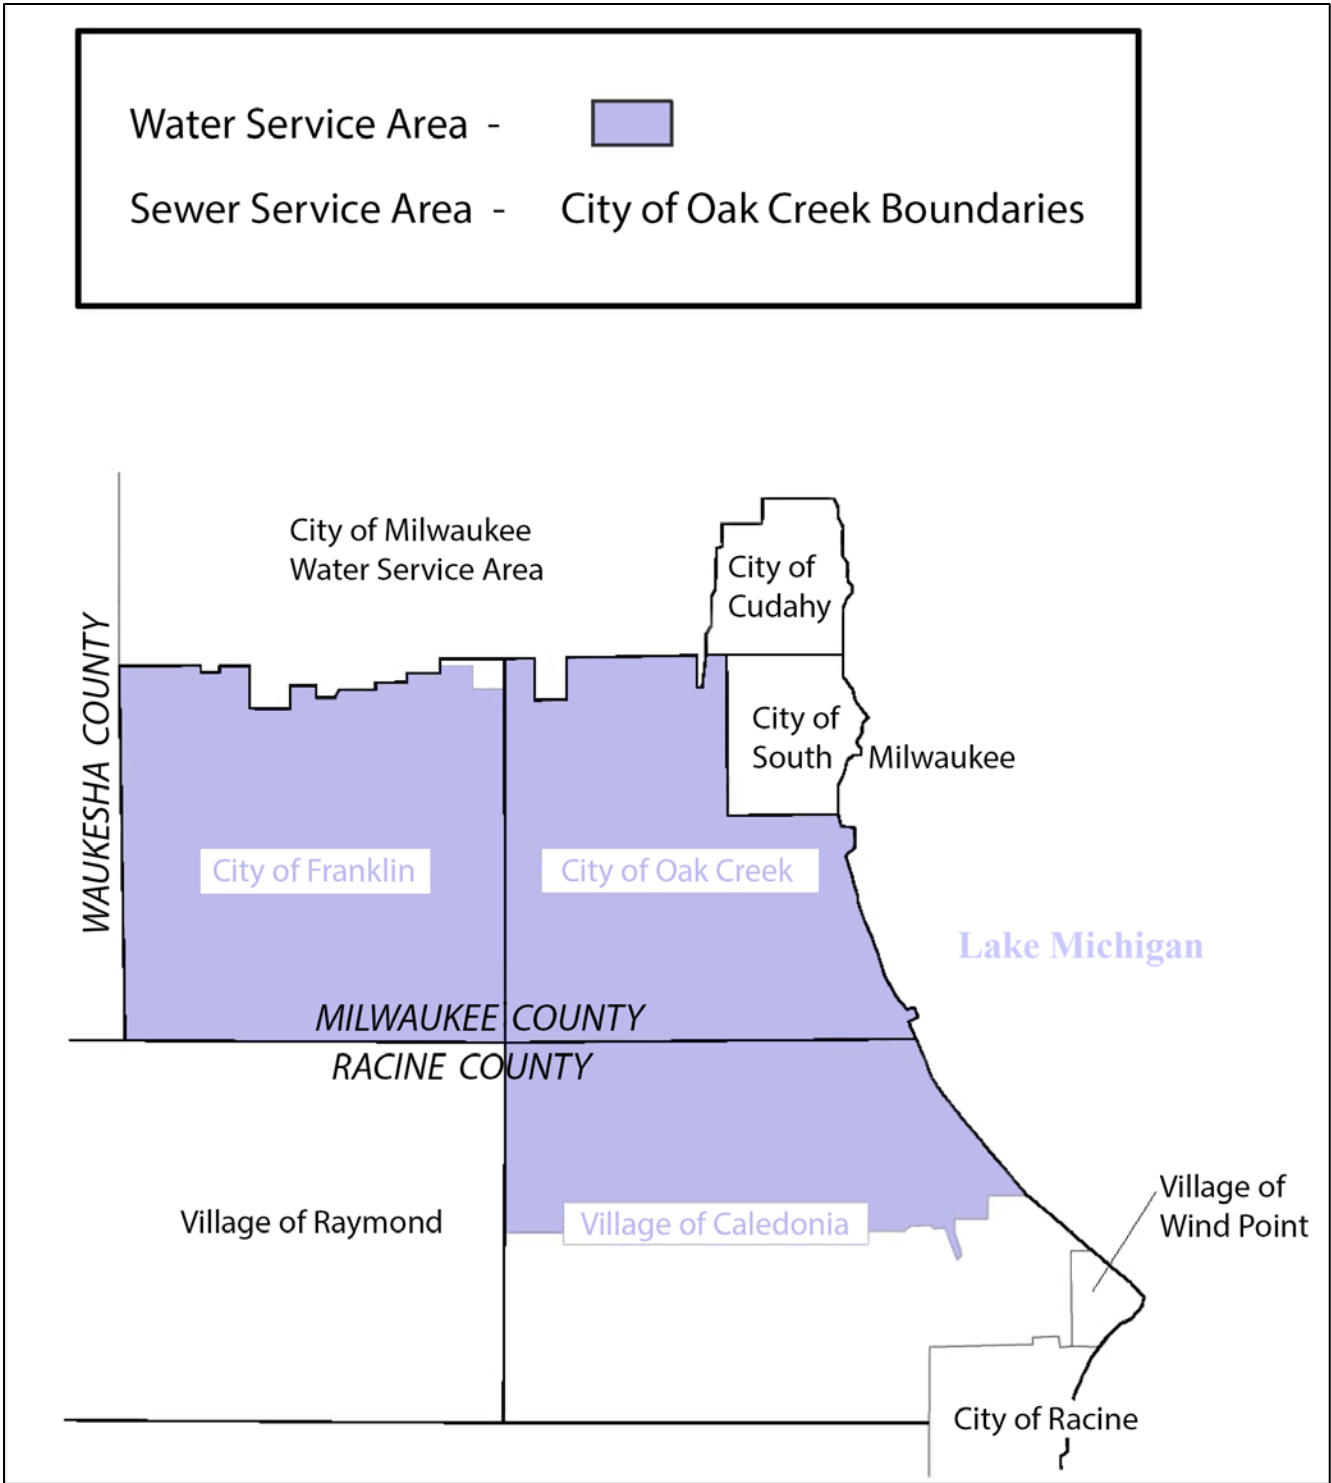 Water Service Area -
Sewer Service Area - City of Oak Creek Boundaries
City of Milwaukee
Water Service Area
City of
Cudahy
WAUKESHA COUNTY
City of
South Milwaukee
City of Franklin
City of Oak Creek
Lake Michigan
MILWAUKEE COUNTY
RACINE COUNTY
Village of Raymond
Village of Caledonia
Village of
Wind Point
City of Racine